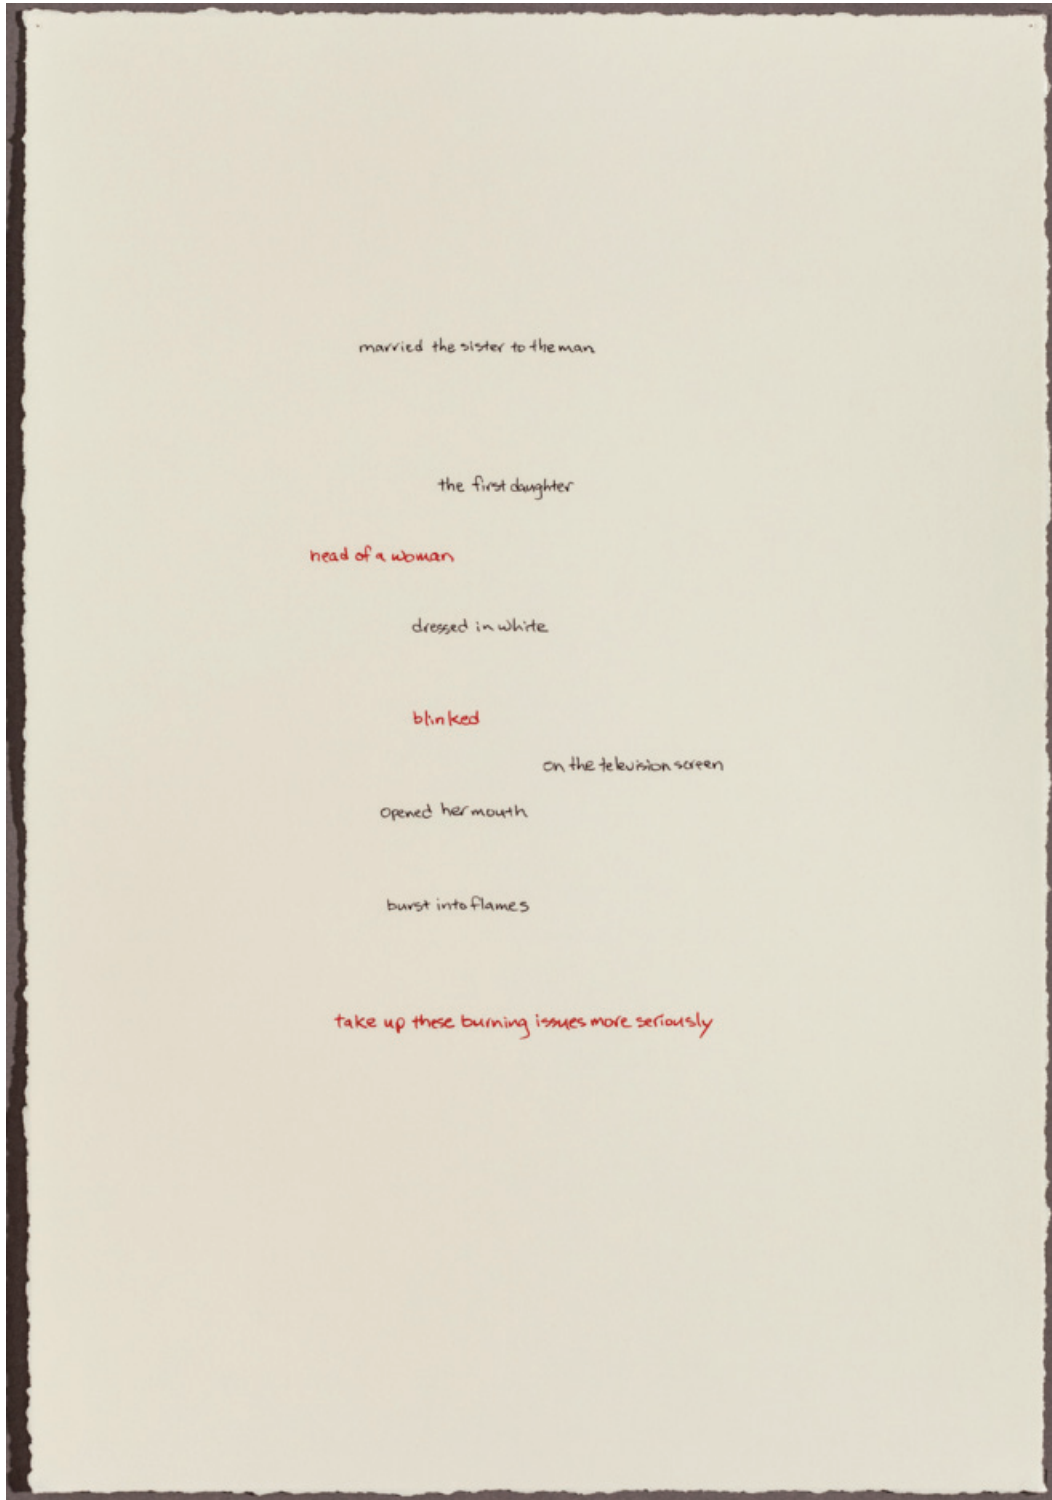 married the sister to the man
the first daughter
head of a woman
dressed in white
blinked
on the television screen
opened her mouth
burst into flames
take up these burning issues more seriously